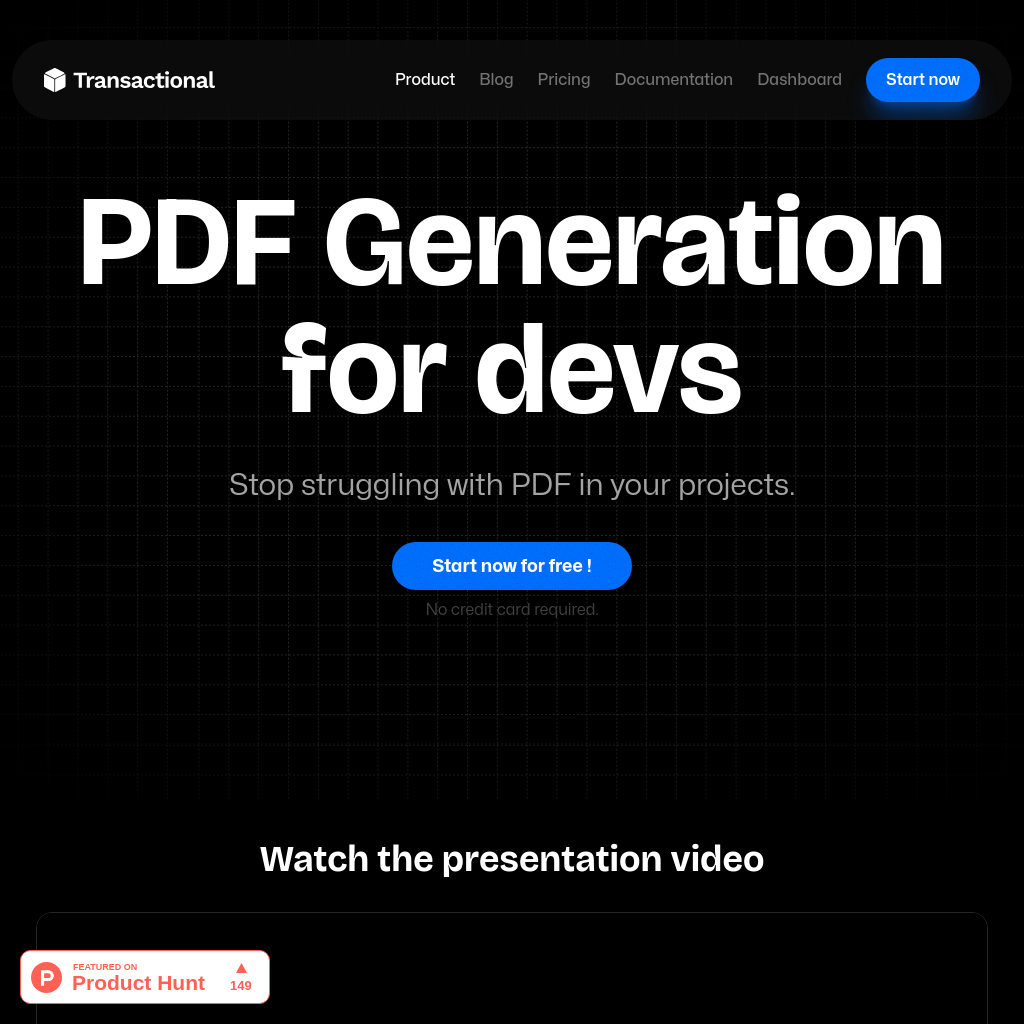 Transactional
Product
Blog
Pricing
Documentation
Dashboard
Start now
PDF Generation
for devs
Stop struggling with PDF in your projects.
Start now for free !
No credit card required.
Watch the presentation video
P
FEATURED ON
Product Hunt
149